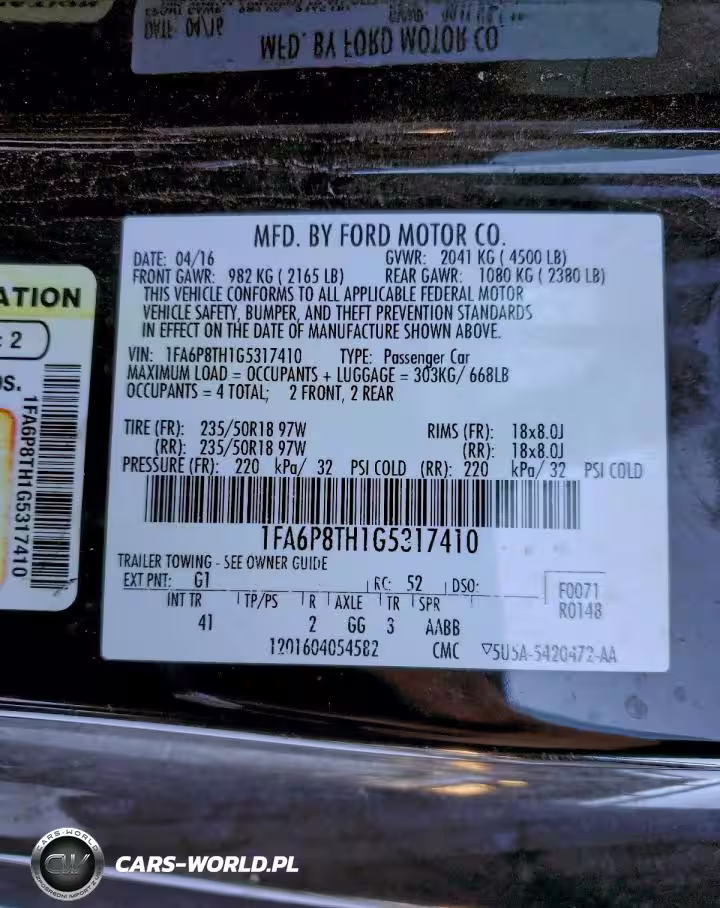 MFD. BY FORD MOTOR CO.
DATE: 04/16
MFD. BY FORD MOTOR CO.
DATE: 04/16 GVWR: 2041 KG ( 4500 LB)
FRONT GAWR: 982 KG ( 2165 LB) REAR GAWR: 1080 KG ( 2380 LB)
THIS VEHICLE CONFORMS TO ALL APPLICABLE FEDERAL MOTOR
VEHICLE SAFETY, BUMPER, AND THEFT PREVENTION STANDARDS
IN EFFECT ON THE DATE OF MANUFACTURE SHOWN ABOVE.
VIN: 1FA6P8TH1G5317410 TYPE: Passenger Car
MAXIMUM LOAD = OCCUPANTS + LUGGAGE = 303KG/ 668LB
OCCUPANTS = 4 TOTAL; 2 FRONT, 2 REAR
TIRE (FR): 235/50R18 97W RIMS (FR): 18x8.0J
(RR): 235/50R18 97W (RR): 18x8.0J
PRESSURE (FR): 220 kPa/ 32 PSI COLD (RR): 220 kPa/ 32 PSI COLD
1FA6P8TH1G5317410
TRAILER TOWING - SEE OWNER GUIDE
EXT PNT: G1 RC: 52 DSO:
F0071
R0148
INT TR TP/PS R AXLE TR SPR
41 2 GG 3 AABB
1201604054582 CMC ▽5U5A-5420472-AA
ATION
: 2
OS.
1FA6P8TH1G5317410
CARS-WORLD
CW
CARS-WORLD.PL